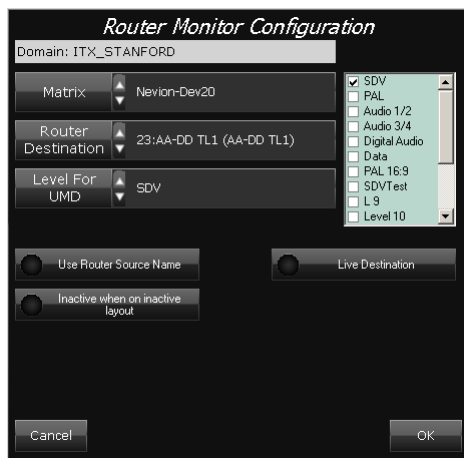 Router Monitor Configuration
Domain: ITX_STANFORD
Matrix
Nevion-Dev20
Router
Destination
23:AA-DD TL1 (AA-DD TL1)
Level For
UMD
SDV
SDV
PAL
Audio 1/2
Audio 3/4
Digital Audio
Data
PAL 16:9
SDVTest
L 9
Level 10
Use Router Source Name
Live Destination
Inactive when on inactive
layout
Cancel
OK